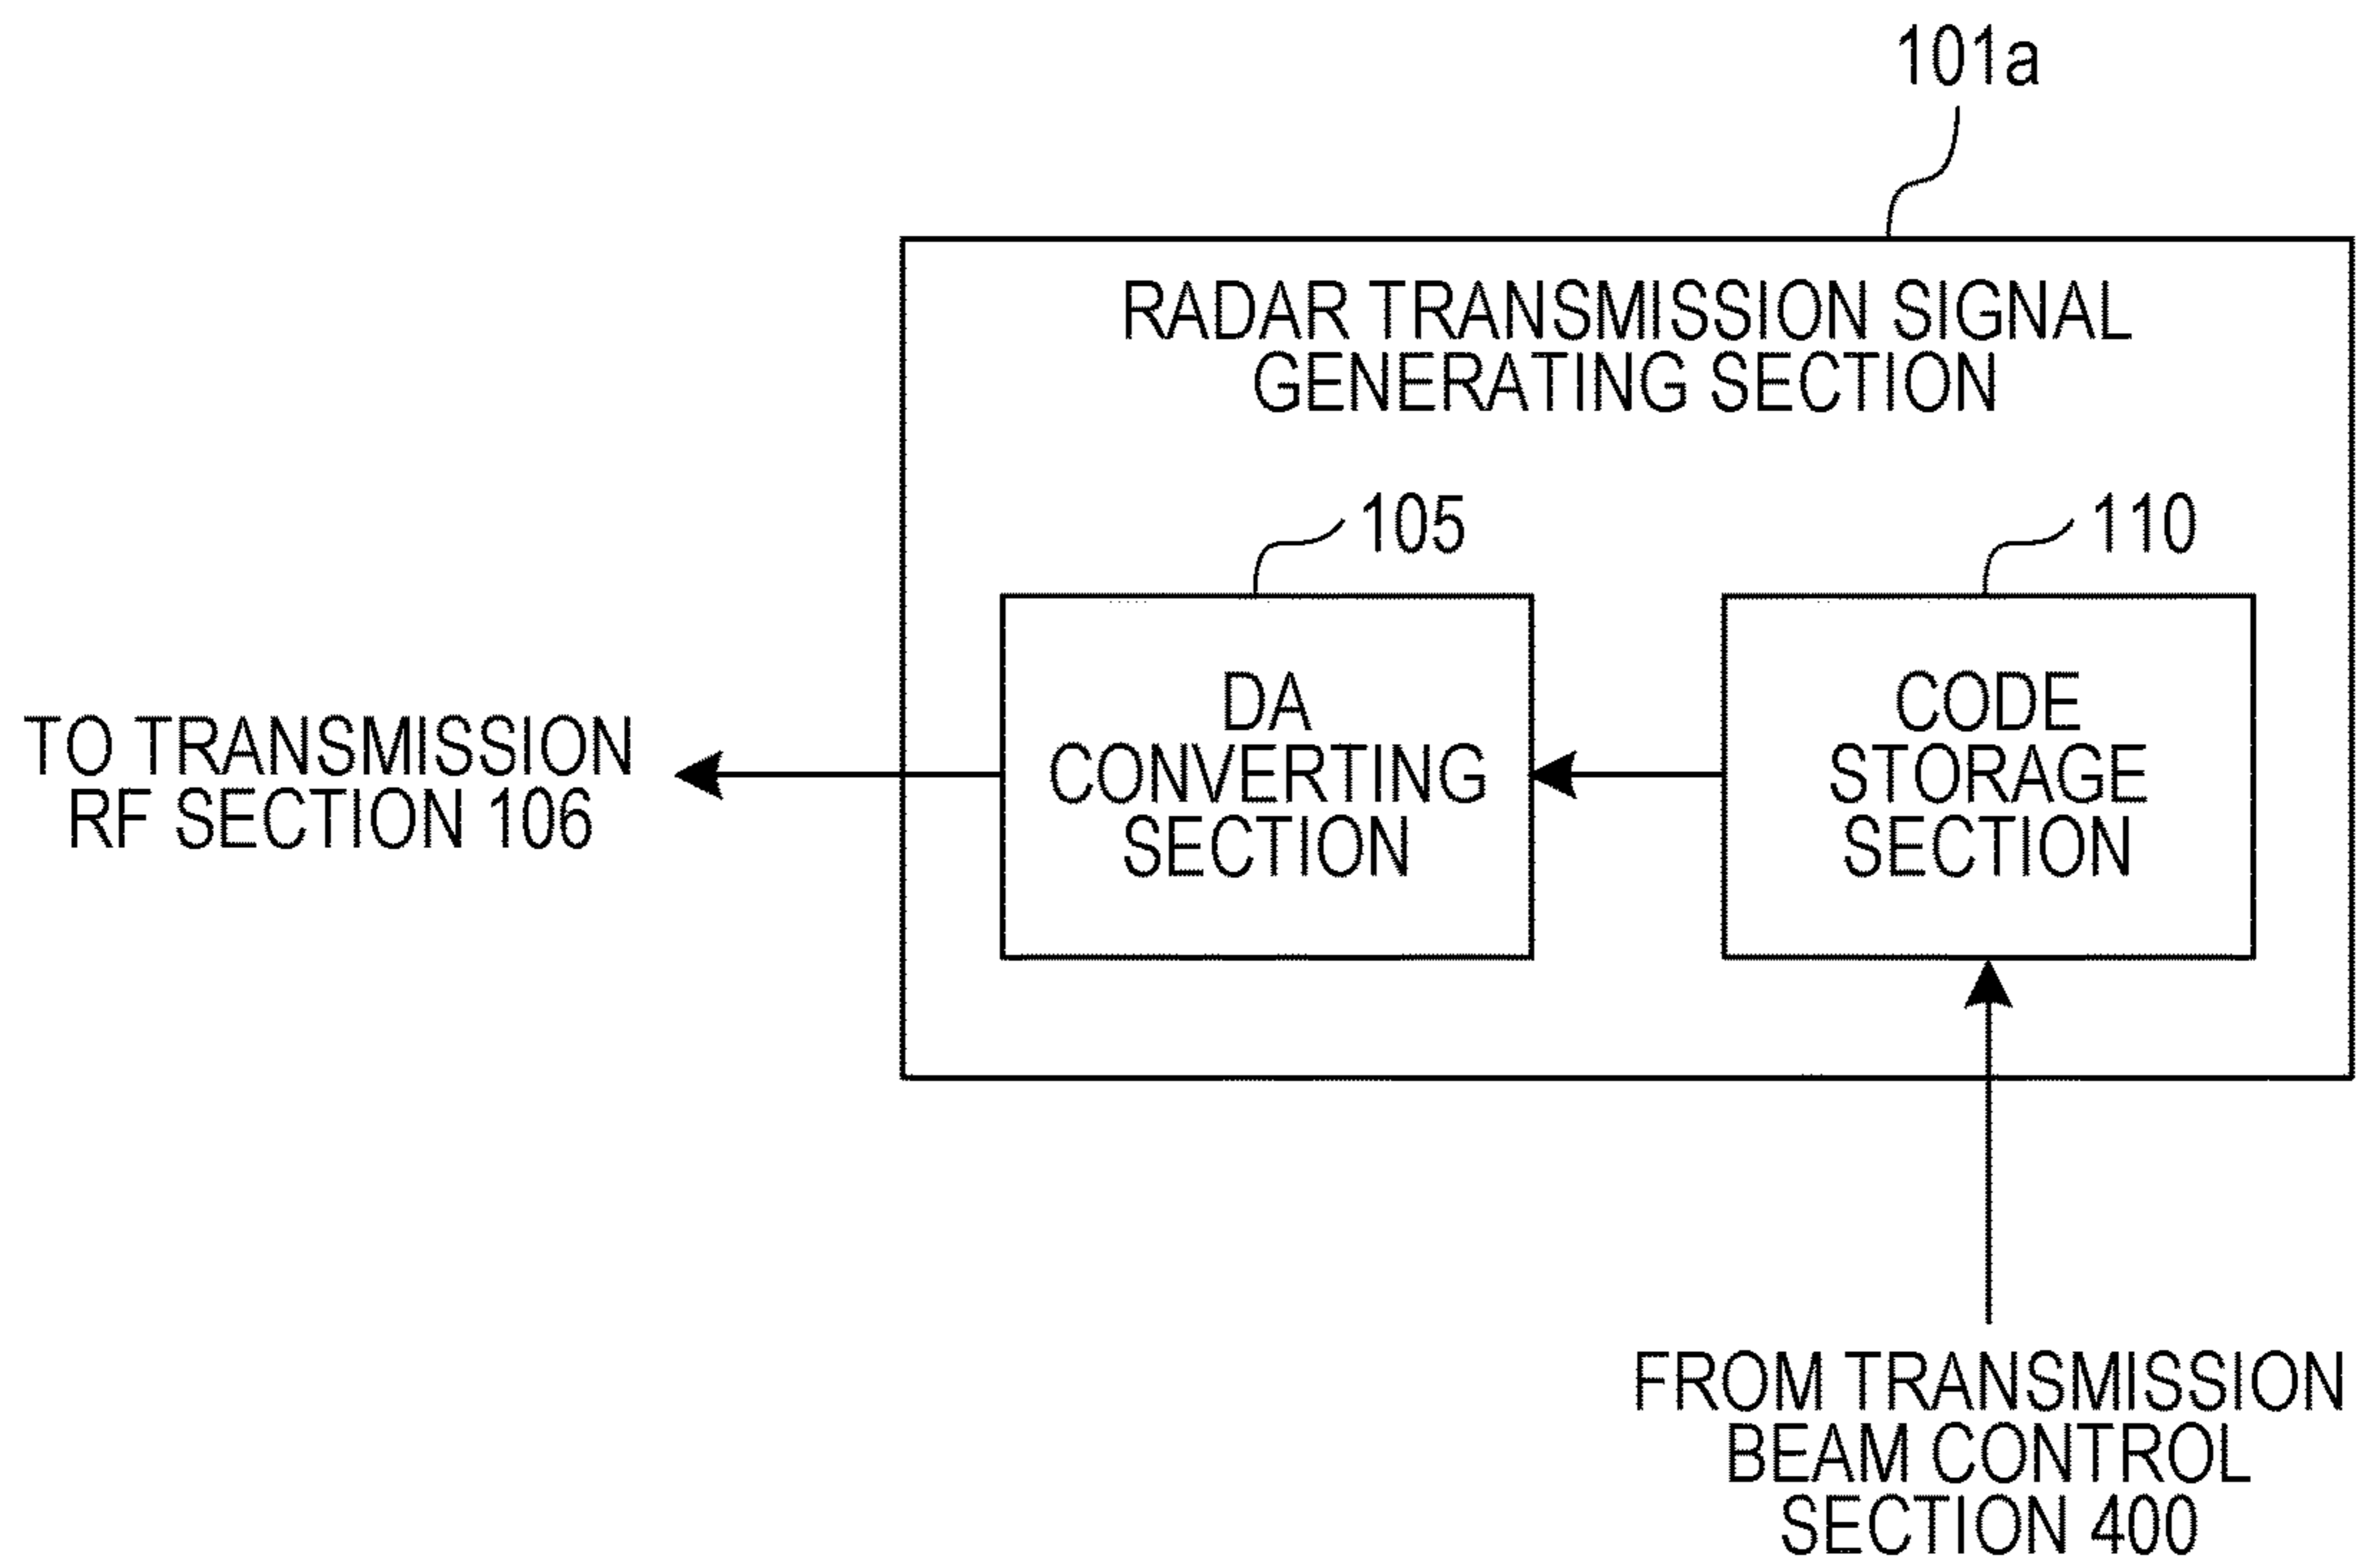 101a
RADAR TRANSMISSION SIGNAL
GENERATING SECTION
105
110
DA
CONVERTING
SECTION
CODE
STORAGE
SECTION
TO TRANSMISSION
RF SECTION 106
FROM TRANSMISSION
BEAM CONTROL
SECTION 400